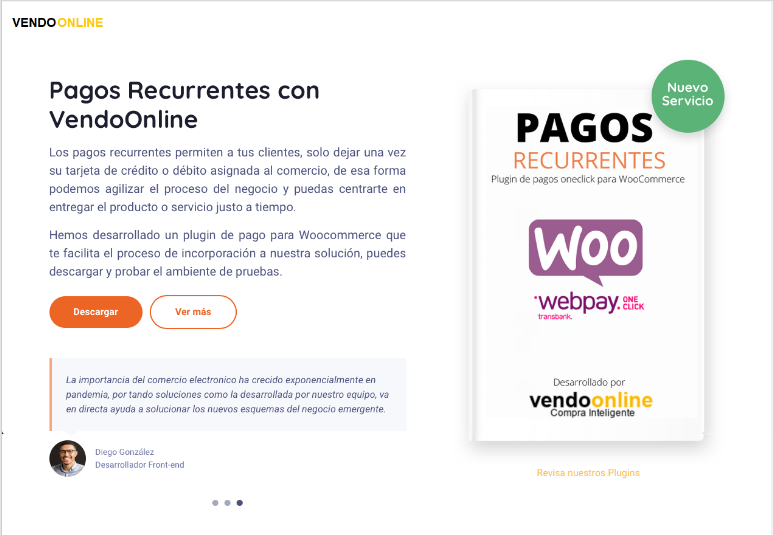 VENDOONLINE
Pagos Recurrentes con
VendoOnline
Los pagos recurrentes permiten a tus clientes, solo dejar una vez
su tarjeta de crédito o débito asignada al comercio, de esa forma
podemos agilizar el proceso del negocio y puedas centrarte en
entregar el producto o servicio justo a tiempo.
Hemos desarrollado un plugin de pago para Woocommerce que
te facilita el proceso de incorporación a nuestra solución, puedes
descargar y probar el ambiente de pruebas.
Descargar
Ver más
La importancia del comercio electronico ha crecido exponencialmente en
pandemia, por tando soluciones como la desarrollada por nuestro equipo, va
en directa ayuda a solucionar los nuevos esquemas del negocio emergente.
Diego González
Desarrollador Front-end
Nuevo
Servicio
PAGOS
RECURRENTES
Plugin de pagos oneclick para WooCommerce
WOO
webpay. ONE
CLICK
transbank.
Desarrollado por
vendoonline
Compra Inteligente
Revisa nuestros Plugins